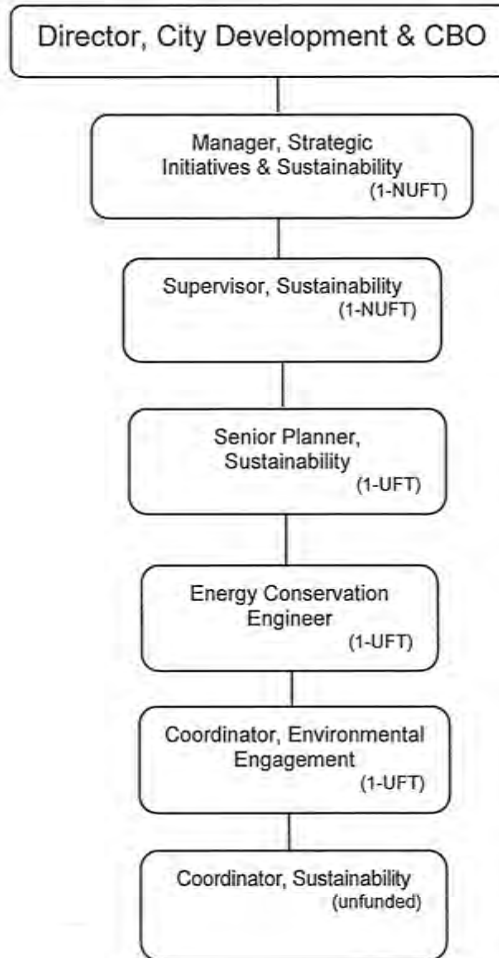 Director, City Development & CBO
Manager, Strategic
Initiatives & Sustainability
(1-NUFT)
Supervisor, Sustainability
(1-NUFT)
Senior Planner,
Sustainability
(1-UFT)
Energy Conservation
Engineer
(1-UFT)
Coordinator, Environmental
Engagement
(1-UFT)
Coordinator, Sustainability
(unfunded)